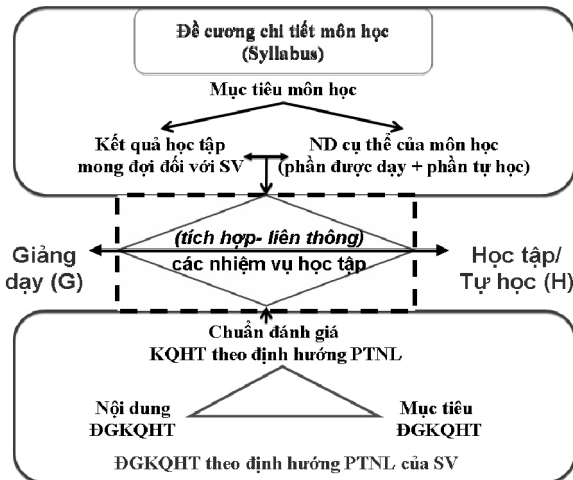 Đề cương chi tiết môn học
(Syllabus)
Mục tiêu môn học
Kết quả học tập
mong đợi đối với SV
ND cụ thể của môn học
(phần được dạy + phần tự học)
Giảng
dạy (G)
(tích hợp- liên thông)
các nhiệm vụ học tập
Học tập/
Tự học (H)
Chuẩn đánh giá
KQHT theo định hướng PTNL
Nội dung
ĐGKQHT
Mục tiêu
ĐGKQHT
ĐGKQHT theo định hướng PTNL của SV